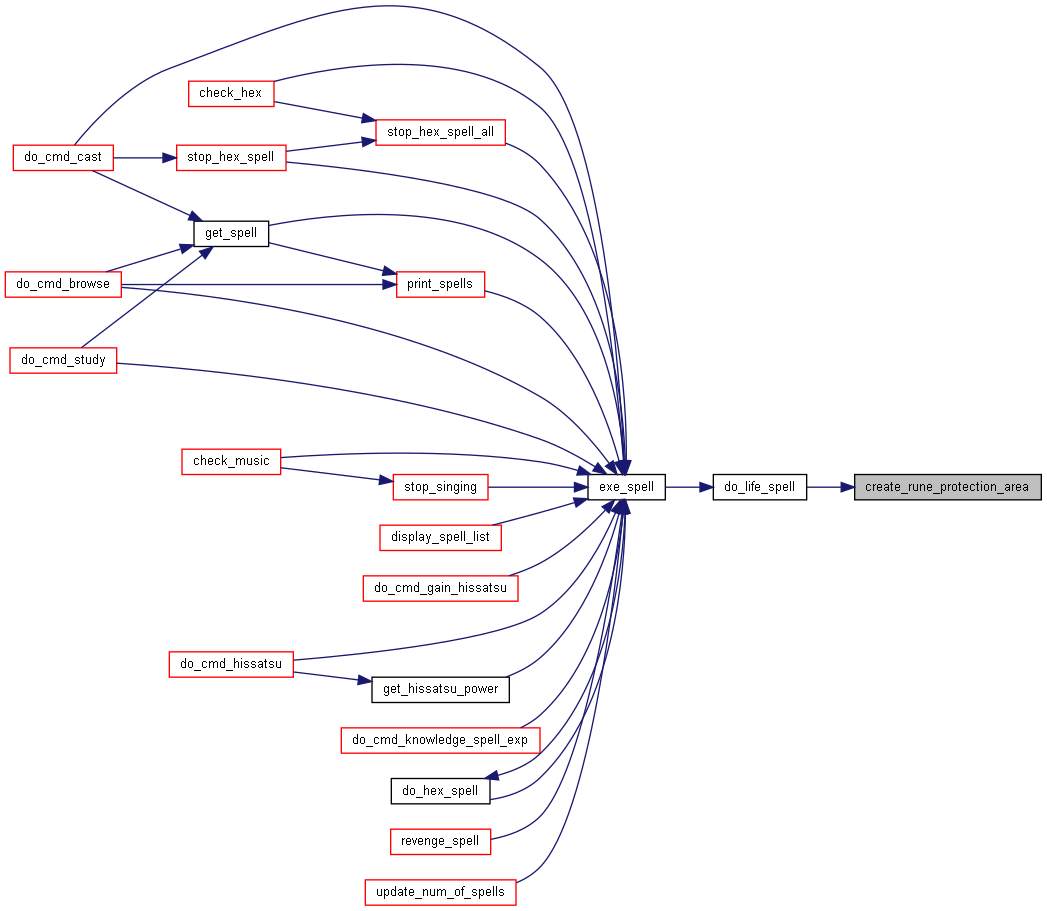 check_hex
stop_hex_spell_all
do_cmd_cast
stop_hex_spell
get_spell
do_cmd_browse
print_spells
do_cmd_study
check_music
stop_singing
exe_spell
do_life_spell
create_rune_protection_area
display_spell_list
do_cmd_gain_hissatsu
do_cmd_hissatsu
get_hissatsu_power
do_cmd_knowledge_spell_exp
do_hex_spell
revenge_spell
update_num_of_spells